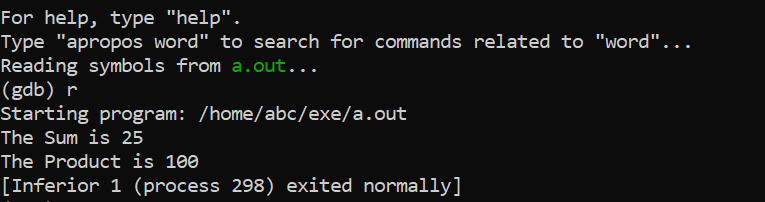 For help, type "help".
Type "apropos word" to search for commands related to "word"...
Reading symbols from a.out...
(gdb) r
Starting program: /home/abc/exe/a.out
The Sum is 25
The Product is 100
[Inferior 1 (process 298) exited normally]